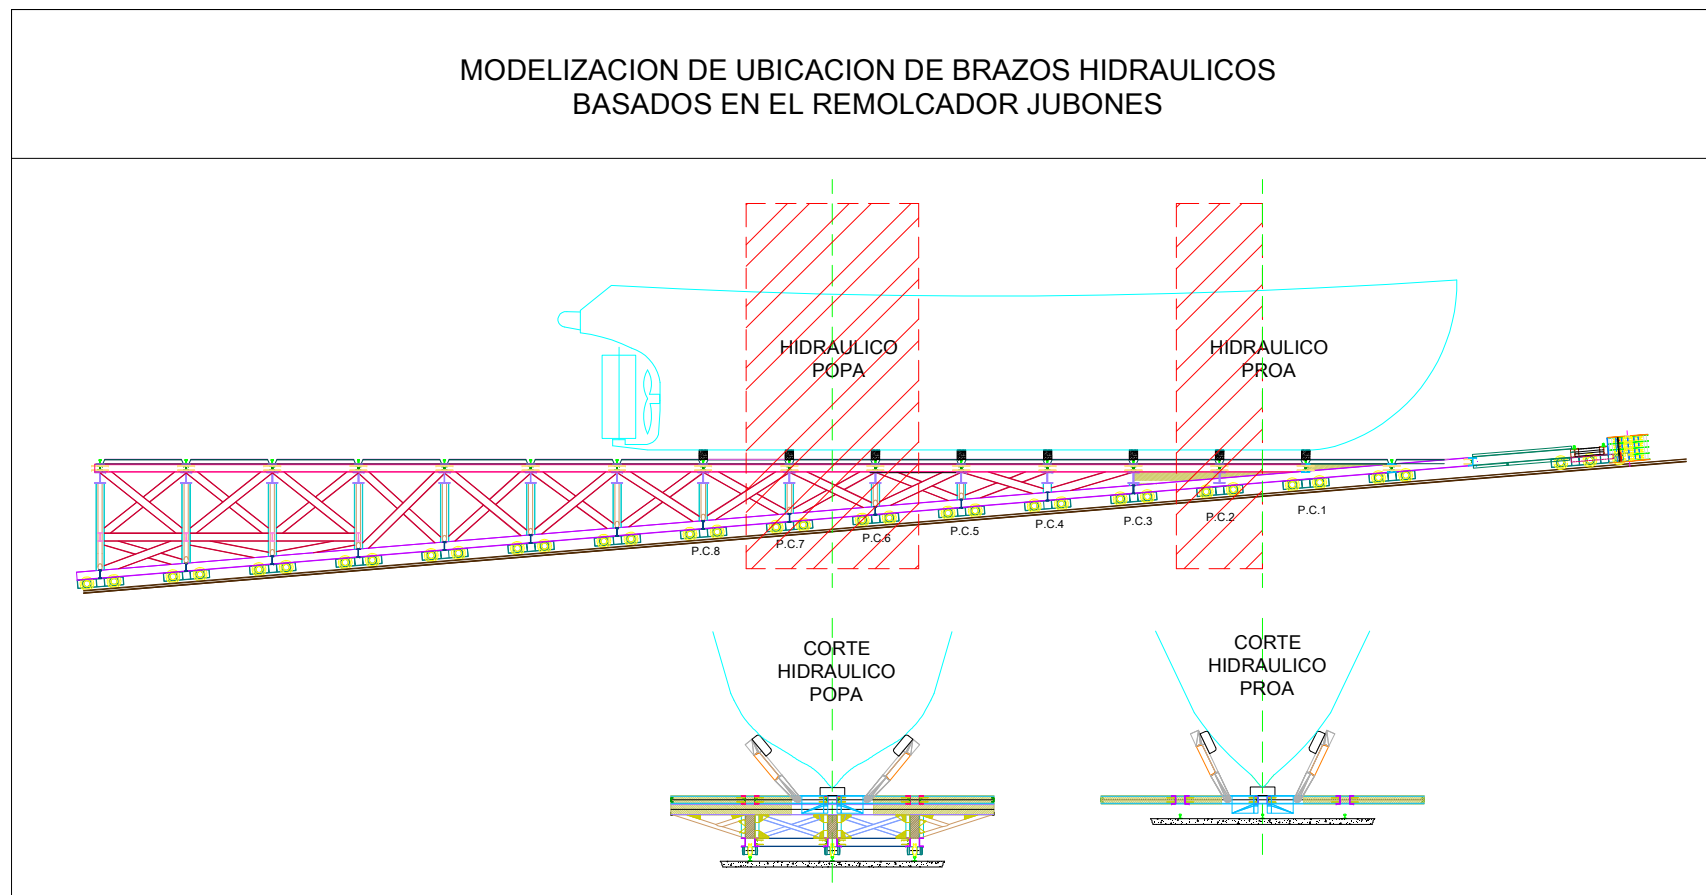 MODELIZACION DE UBICACION DE BRAZOS HIDRAULICOS
BASADOS EN EL REMOLCADOR JUBONES
HIDRAULICO
POPA
HIDRAULICO
PROA
P.C.8
P.C.7
P.C.6
P.C.5
P.C.4
P.C.3
P.C.2
P.C.1
CORTE
HIDRAULICO
POPA
CORTE
HIDRAULICO
PROA